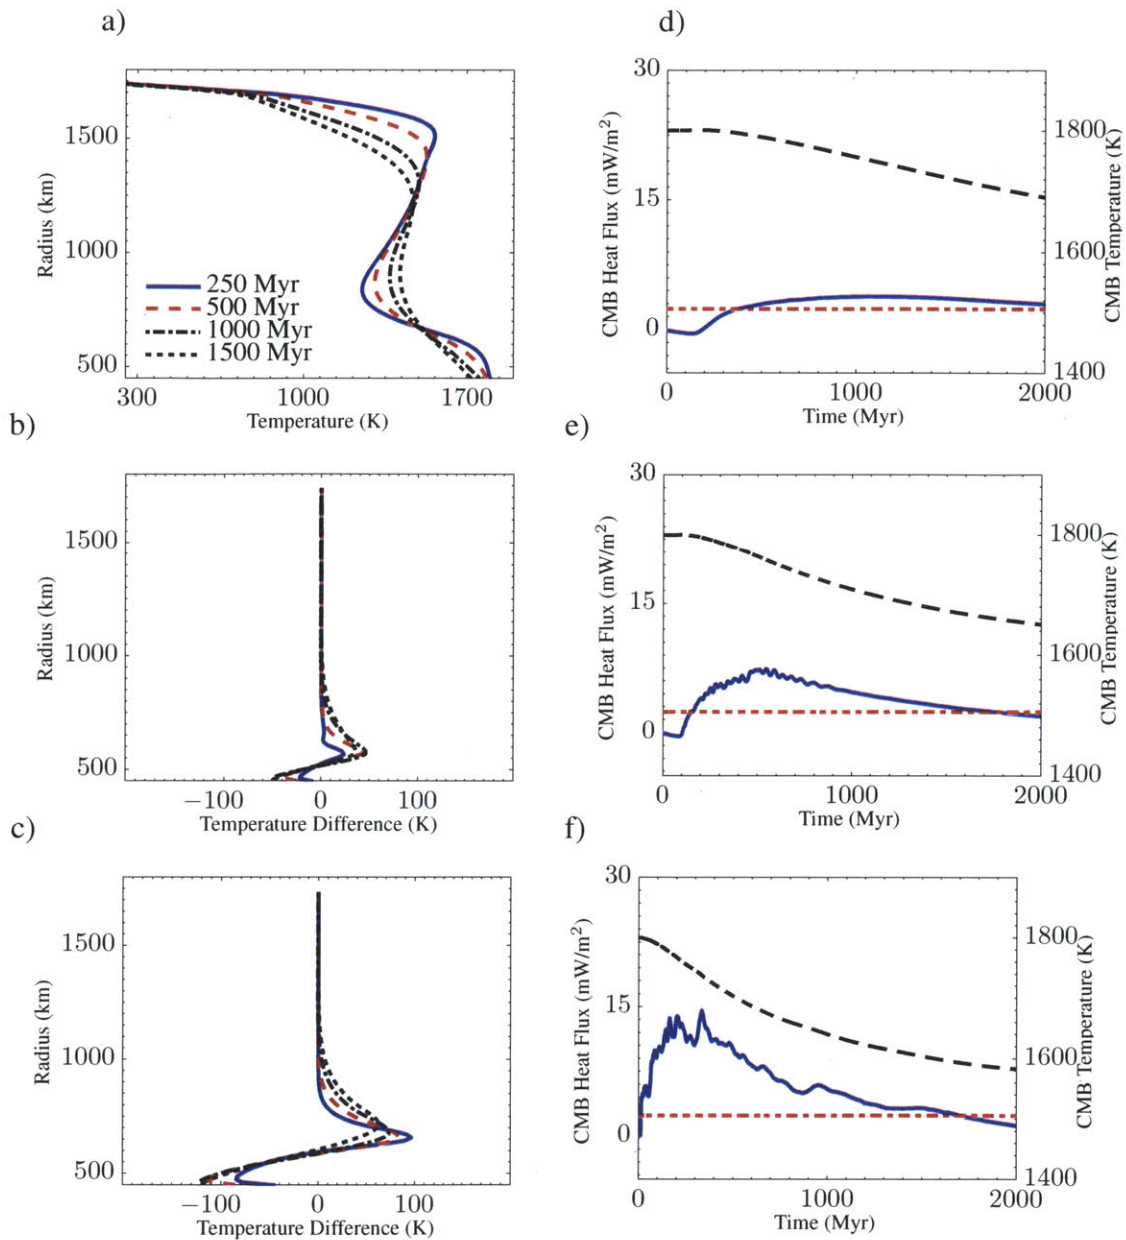 a)
1500
1000
500
Radius (km)
250 Myr
500 Myr
1000 Myr
1500 Myr
300 1000 1700
Temperature (K)
d)
30
15
0
CMB Heat Flux (mW/m²)
1800
1600
1400
CMB Temperature (K)
0 1000 2000
Time (Myr)
b)
1500
1000
500
Radius (km)
−100 0 100
Temperature Difference (K)
e)
30
15
0
CMB Heat Flux (mW/m²)
1800
1600
1400
CMB Temperature (K)
0 1000 2000
Time (Myr)
c)
1500
1000
500
Radius (km)
−100 0 100
Temperature Difference (K)
f)
30
15
0
CMB Heat Flux (mW/m²)
1800
1600
1400
CMB Temperature (K)
0 1000 2000
Time (Myr)